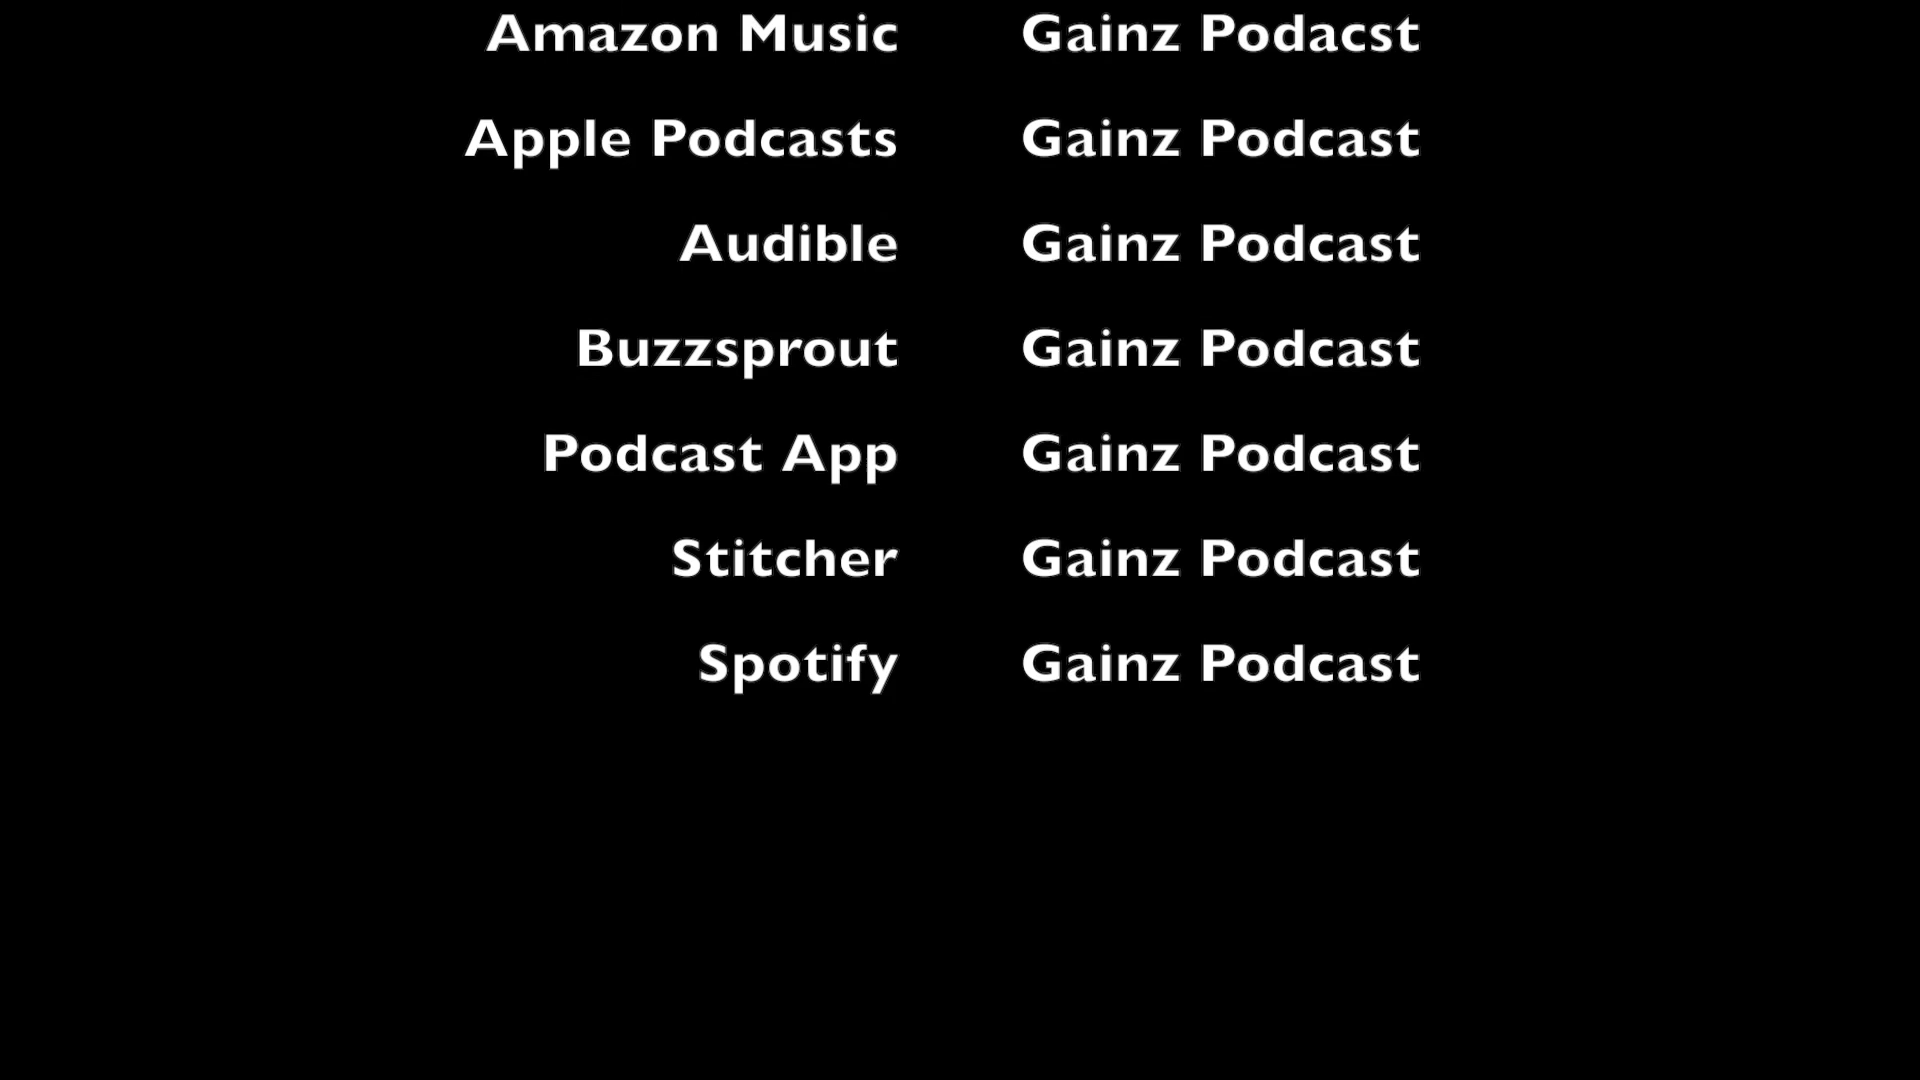 Amazon Music Gainz Podacst
Apple Podcasts Gainz Podcast
Audible Gainz Podcast
Buzzsprout Gainz Podcast
Podcast App Gainz Podcast
Stitcher Gainz Podcast
Spotify Gainz Podcast